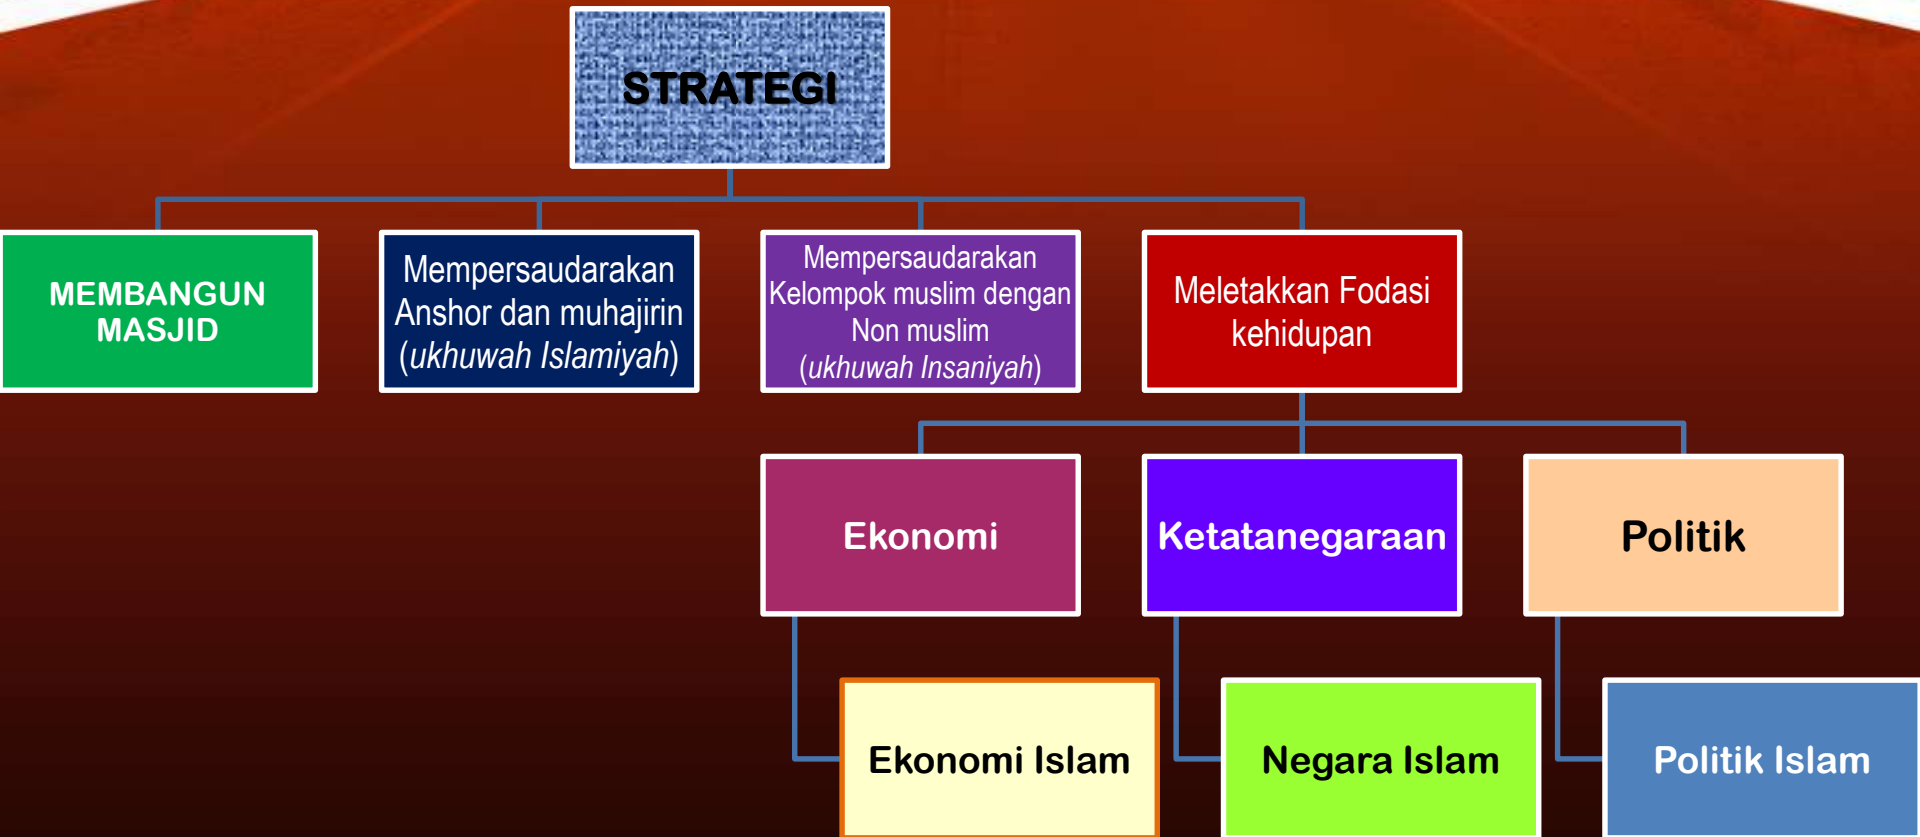 STRATEGI
MEMBANGUN
MASJID
Mempersaudarakan
Anshor dan muhajirin
(ukhuwah Islamiyah)
Mempersaudarakan
Kelompok muslim dengan
Non muslim
(ukhuwah Insaniyah)
Meletakkan Fodasi
kehidupan
Ekonomi
Ketatanegaraan
Politik
Ekonomi Islam
Negara Islam
Politik Islam